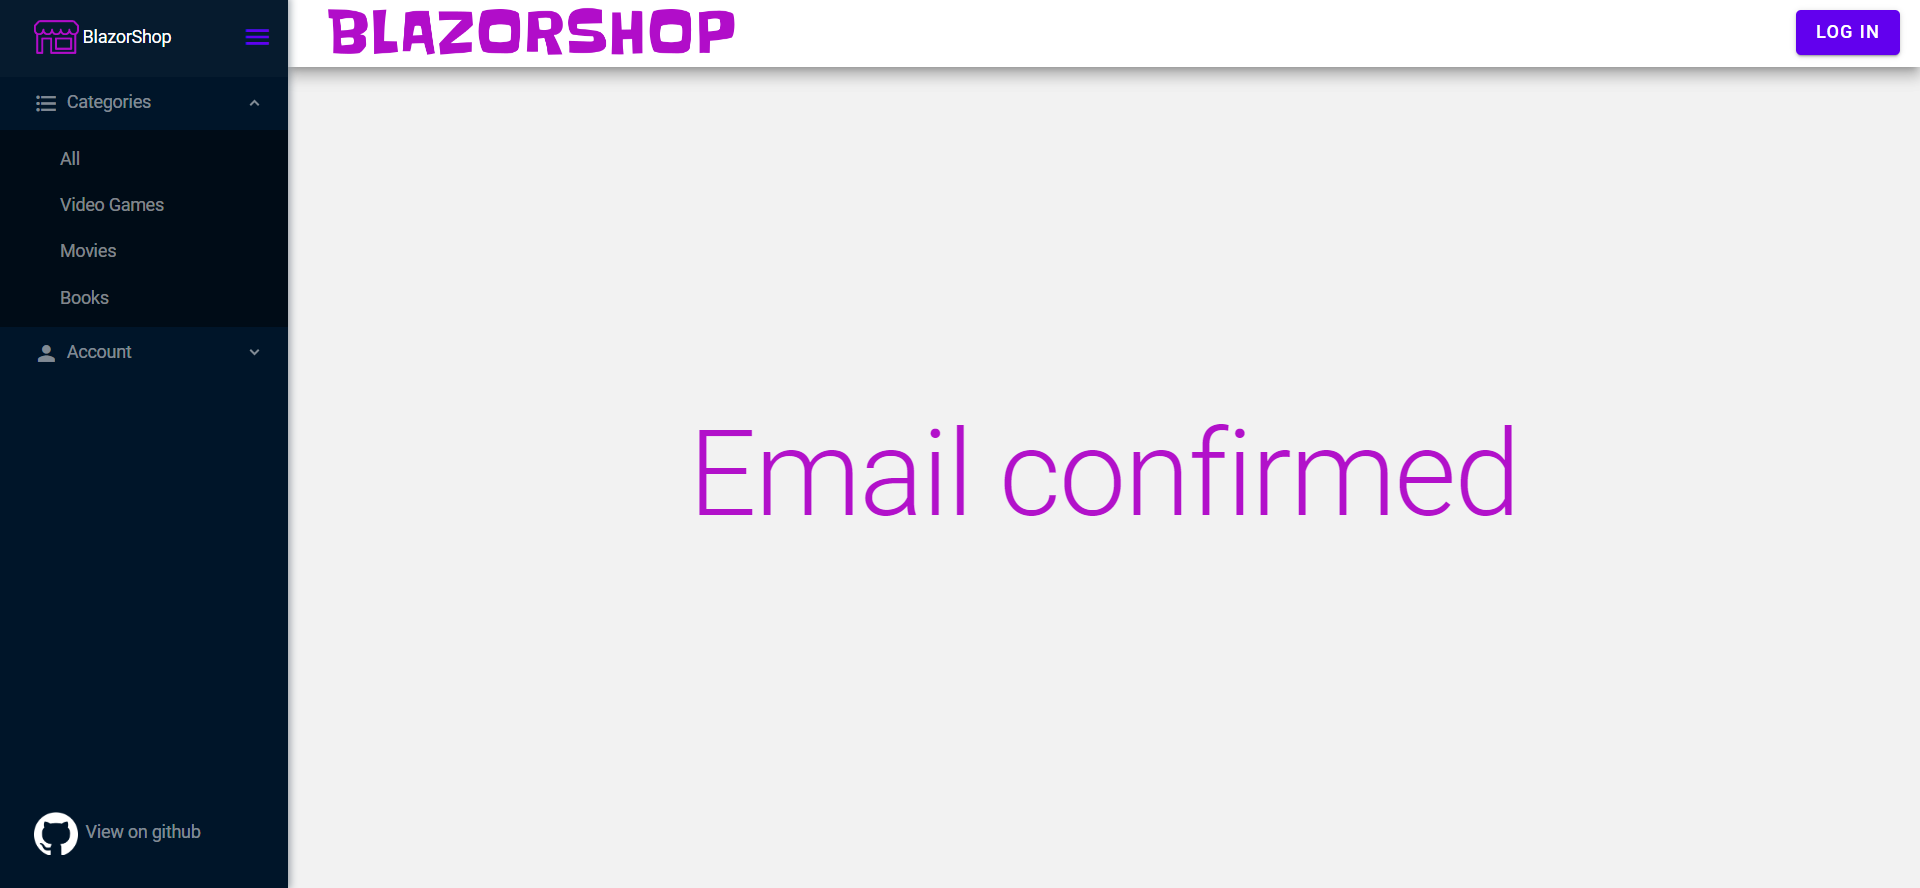 BlazorShop
BLAZORSHOP
LOG IN
Categories
All
Video Games
Movies
Books
Account
Email confirmed
View on github